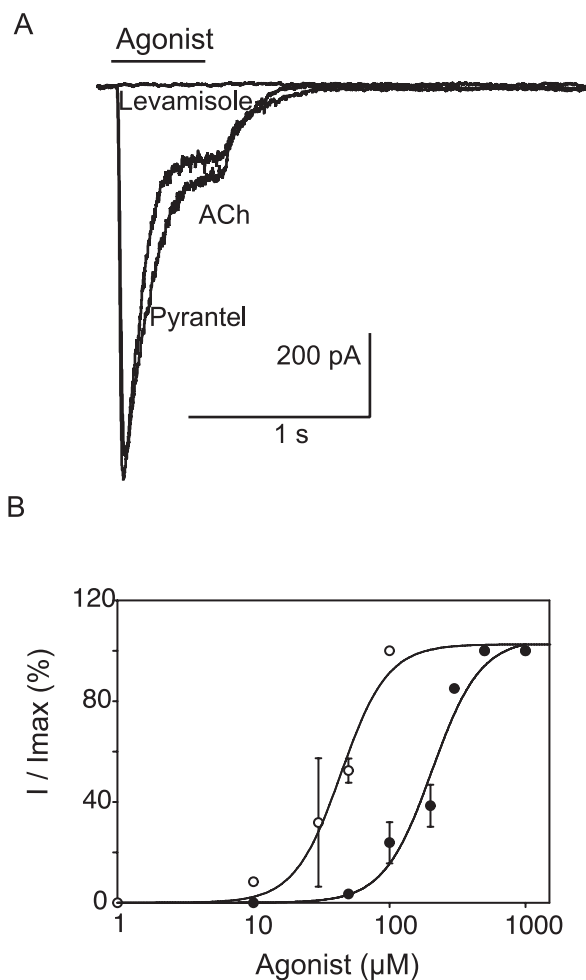 A
Agonist
Levamisole
ACh
Pyrantel
200 pA
1 s
B
120
80
40
0
I / Imax (%)
1
10
100
1000
Agonist (μM)